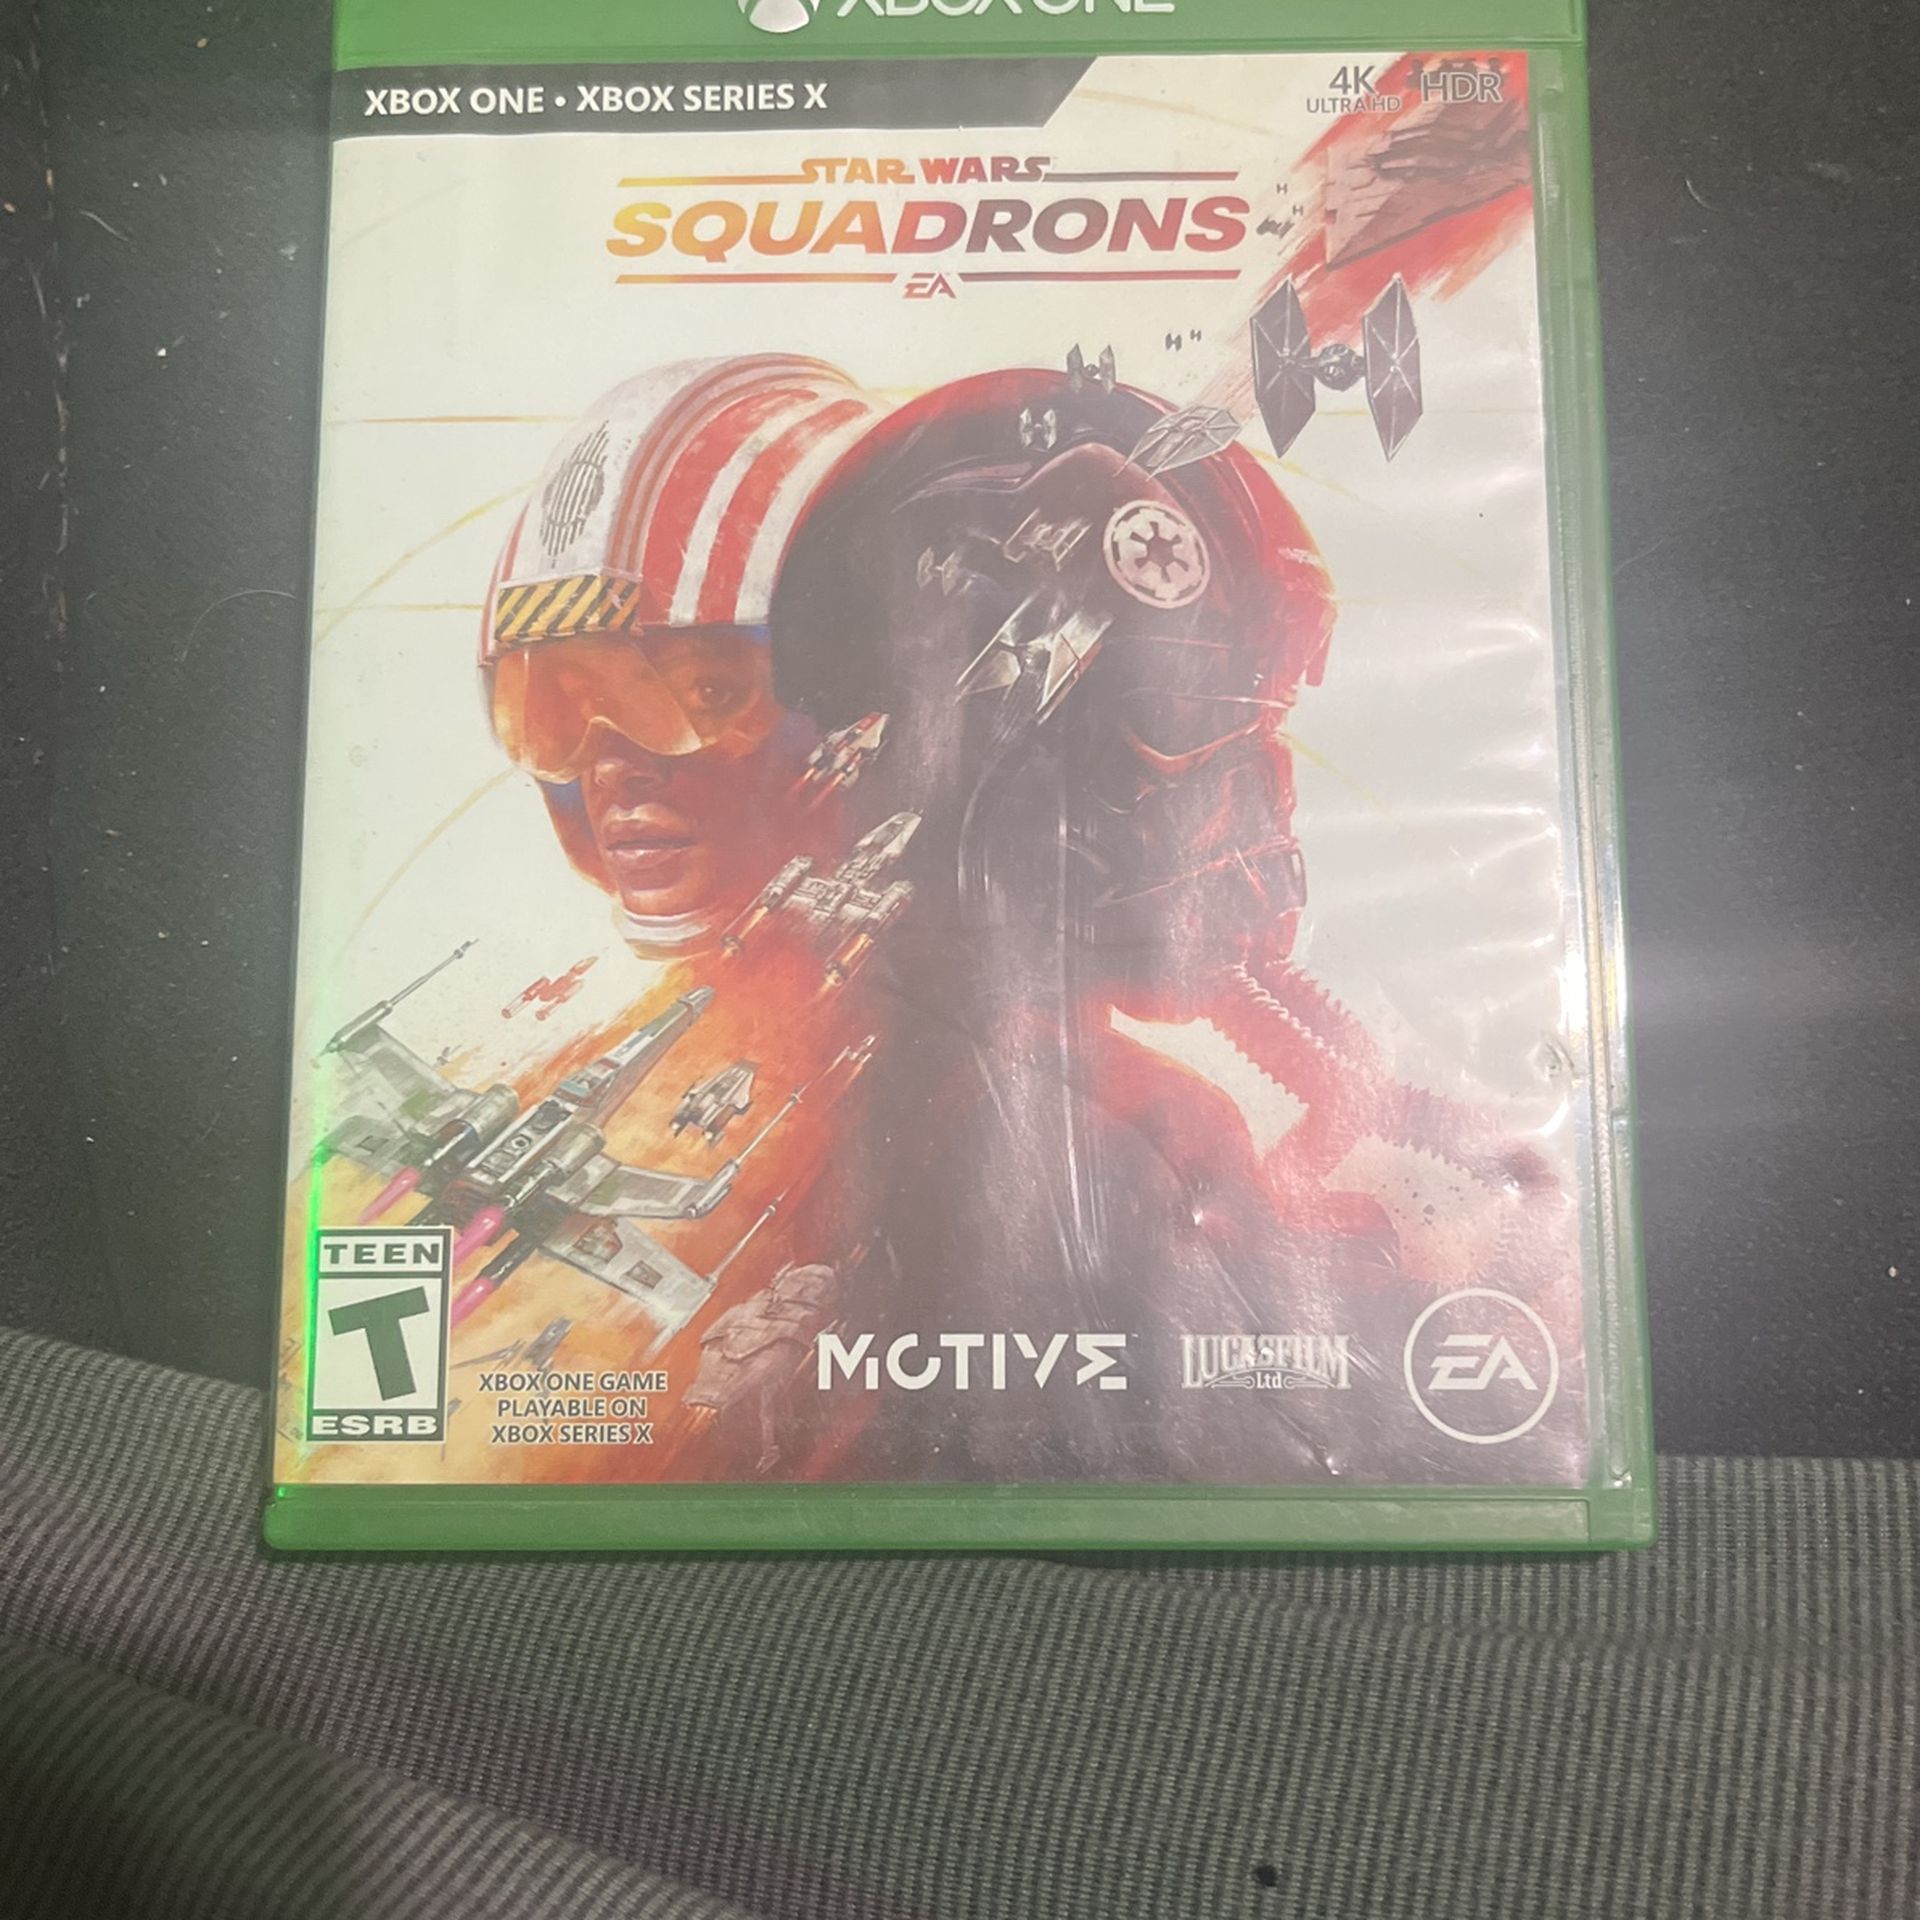 XBOX ONE
XBOX ONE • XBOX SERIES X
4K
ULTRA HD
HDR
STAR WARS
SQUADRONS
EA
TEEN
T
ESRB
XBOX ONE GAME
PLAYABLE ON
XBOX SERIES X
MOTIVE
LUCASFILM
Ltd
EA